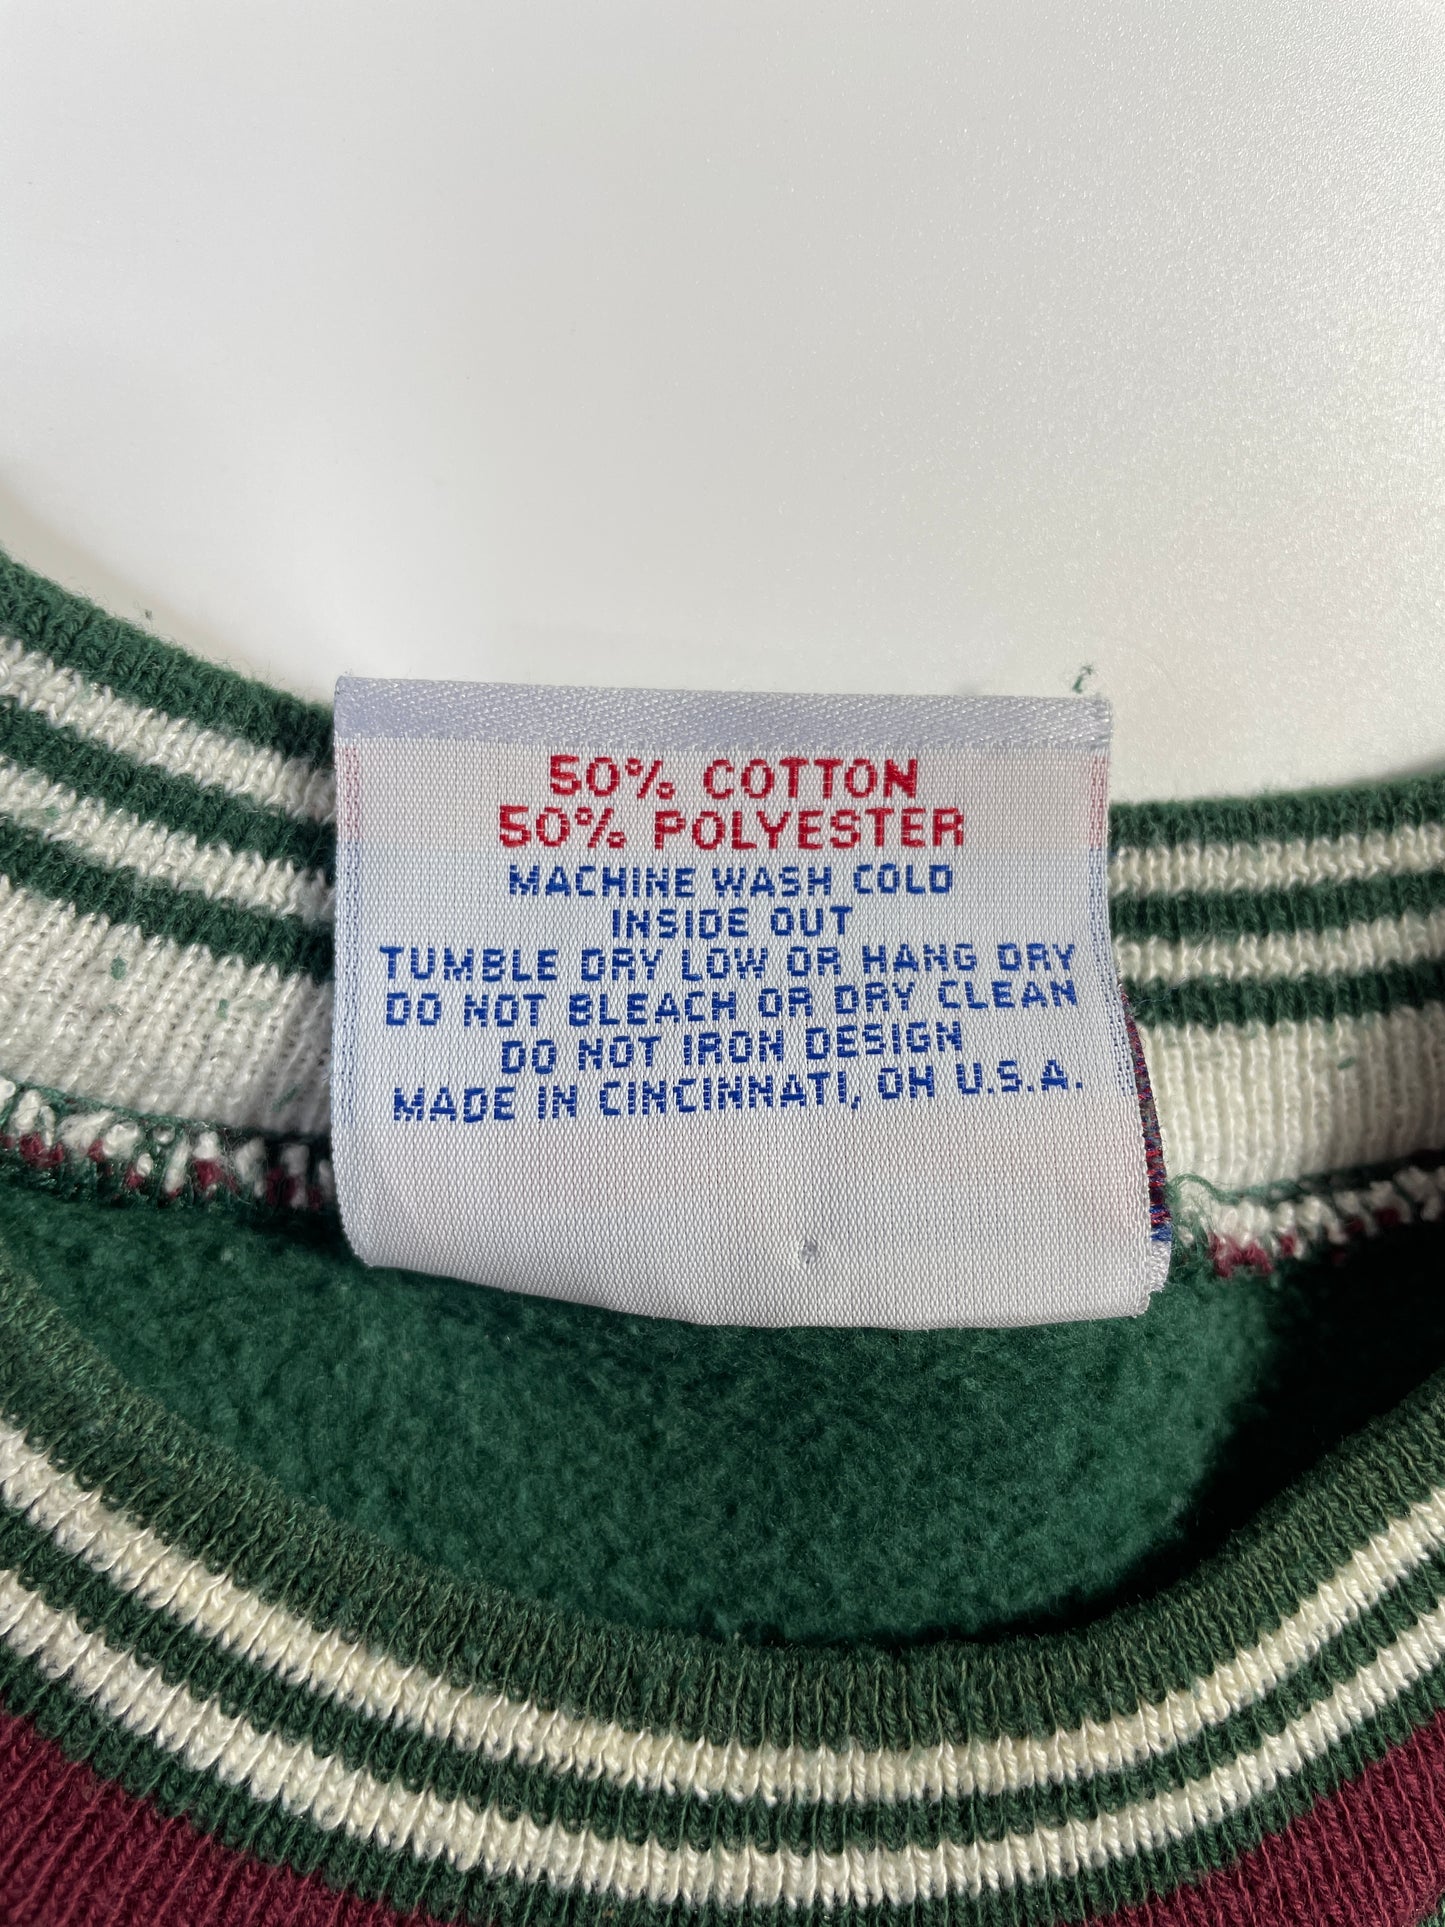 50% COTTON
50% POLYESTER
MACHINE WASH COLD
INSIDE OUT
TUMBLE DRY LOW OR HANG DRY
DO NOT BLEACH OR DRY CLEAN
DO NOT IRON DESIGN
MADE IN CINCINNATI, OH U.S.A.